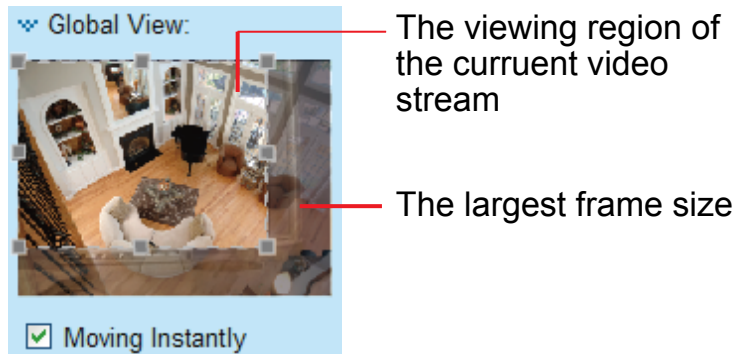 Global View:
The viewing region of
the curruent video
stream
The largest frame size
Moving Instantly